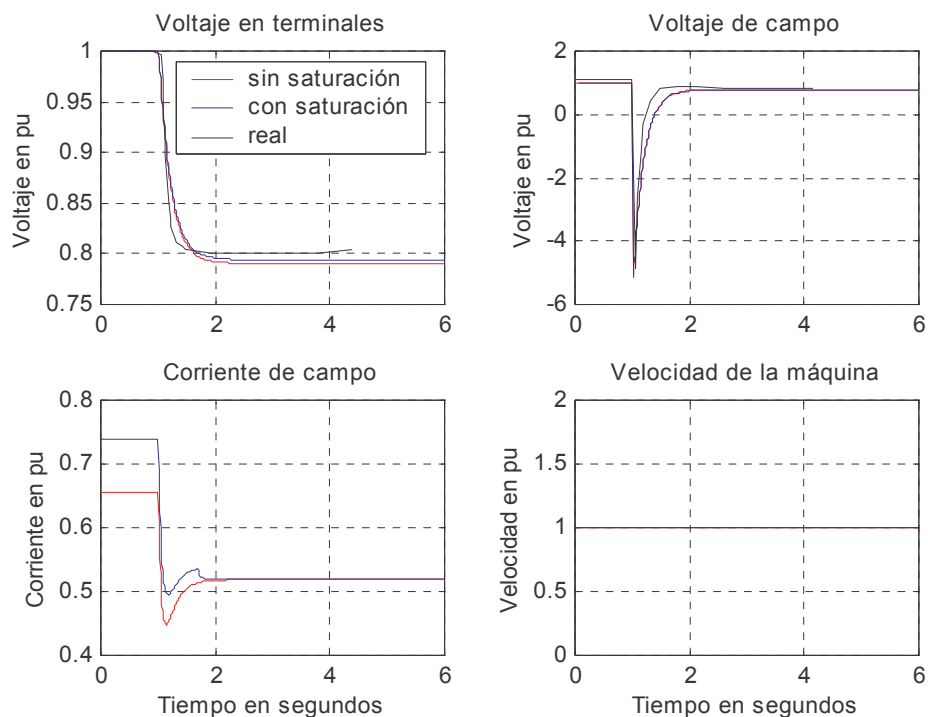 Voltaje en terminales
Voltaje en pu
1
0.95
0.9
0.85
0.8
0.75
0
2
4
6
sin saturación
con saturación
real
Voltaje de campo
Voltaje en pu
2
0
-2
-4
-6
0
2
4
6
Corriente de campo
Corriente en pu
0.8
0.7
0.6
0.5
0.4
0
2
4
6
Tiempo en segundos
Velocidad de la máquina
Velocidad en pu
2
1.5
1
0.5
0
0
2
4
6
Tiempo en segundos